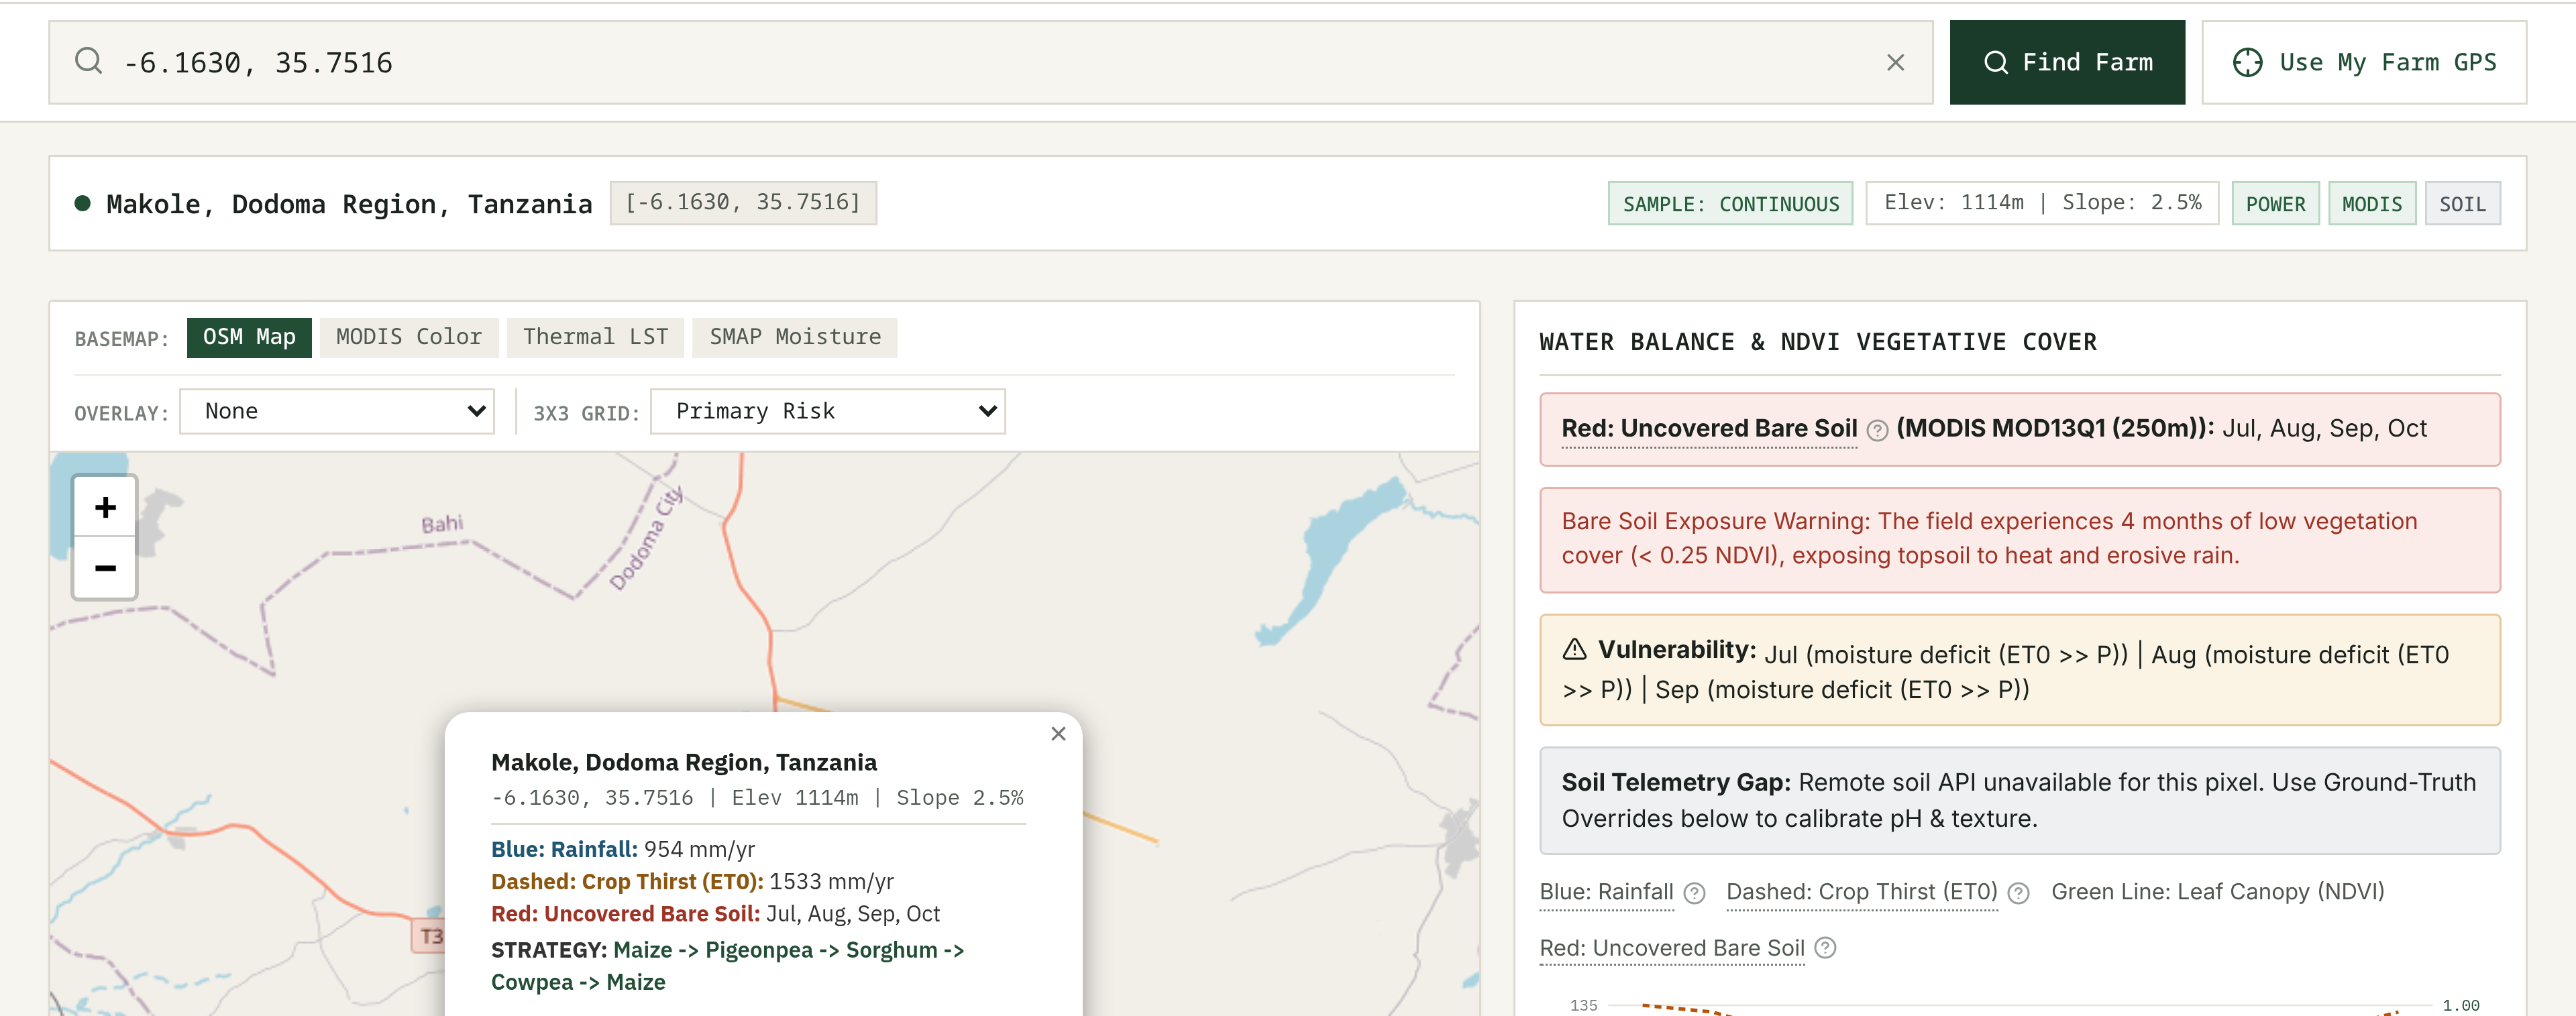 -6.1630, 35.7516
Find Farm
Use My Farm GPS
Makole, Dodoma Region, Tanzania
[-6.1630, 35.7516]
SAMPLE: CONTINUOUS
Elev: 1114m | Slope: 2.5%
POWER
MODIS
SOIL
BASEMAP:
OSM Map
MODIS Color
Thermal LST
SMAP Moisture
OVERLAY:
None
3X3 GRID:
Primary Risk
+
−
Bahi
Dodoma City
T3
Makole, Dodoma Region, Tanzania
-6.1630, 35.7516 | Elev 1114m | Slope 2.5%
Blue: Rainfall: 954 mm/yr
Dashed: Crop Thirst (ET0): 1533 mm/yr
Red: Uncovered Bare Soil: Jul, Aug, Sep, Oct
STRATEGY: Maize -> Pigeonpea -> Sorghum ->
Cowpea -> Maize
WATER BALANCE & NDVI VEGETATIVE COVER
Red: Uncovered Bare Soil (MODIS MOD13Q1 (250m)): Jul, Aug, Sep, Oct
Bare Soil Exposure Warning: The field experiences 4 months of low vegetation
cover (< 0.25 NDVI), exposing topsoil to heat and erosive rain.
Vulnerability: Jul (moisture deficit (ET0 >> P)) | Aug (moisture deficit (ET0
>> P)) | Sep (moisture deficit (ET0 >> P))
Soil Telemetry Gap: Remote soil API unavailable for this pixel. Use Ground-Truth
Overrides below to calibrate pH & texture.
Blue: Rainfall
Dashed: Crop Thirst (ET0)
Green Line: Leaf Canopy (NDVI)
Red: Uncovered Bare Soil
135
1.00